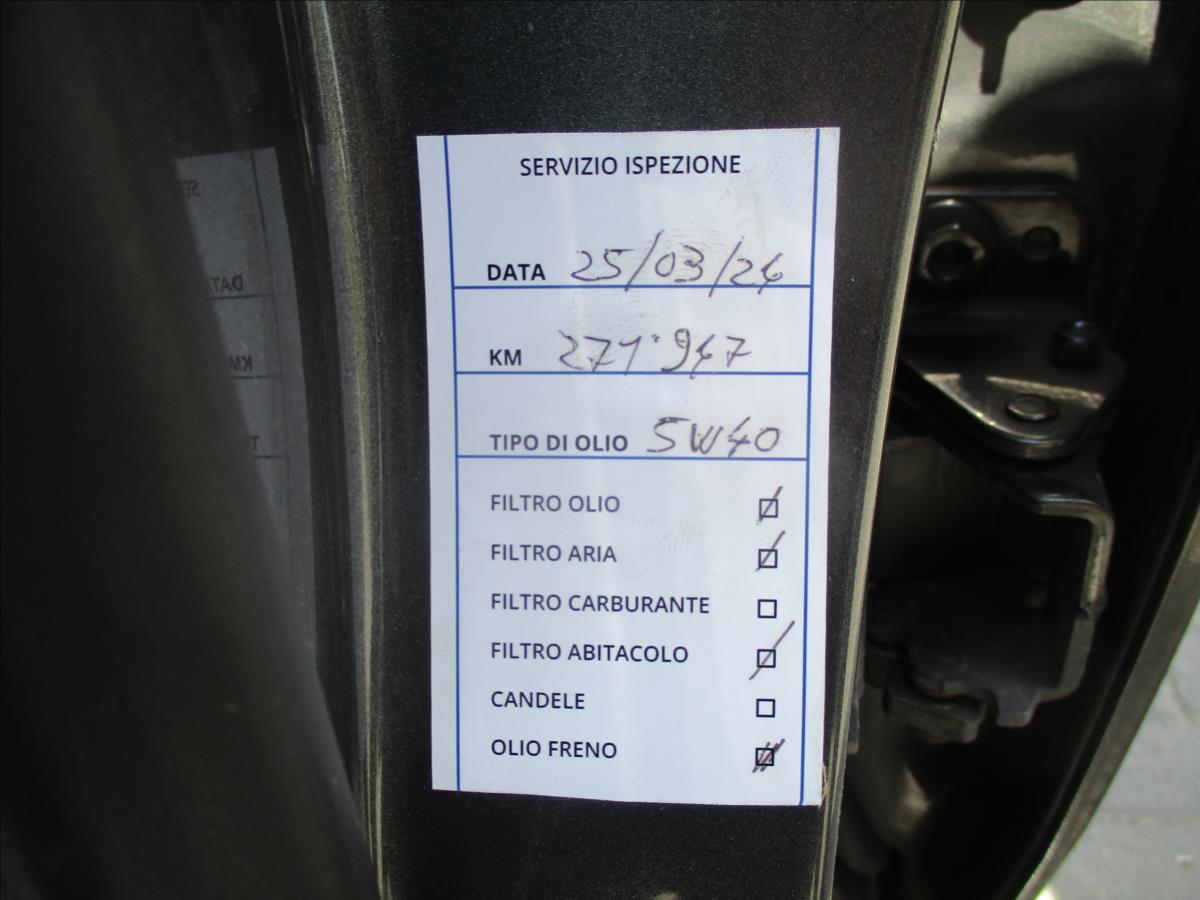 SERVIZIO ISPEZIONE
DATA 25/03/24
KM 271'947
TIPO DI OLIO 5W40
FILTRO OLIO
FILTRO ARIA
FILTRO CARBURANTE
FILTRO ABITACOLO
CANDELE
OLIO FRENO